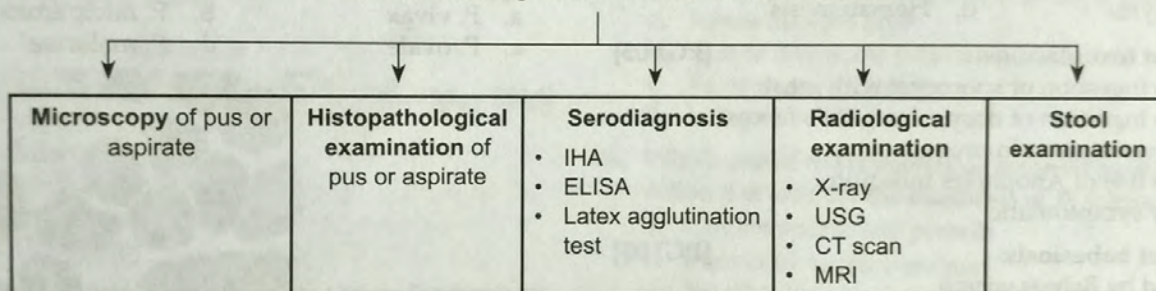 Microscopy of pus or
aspirate
Histopathological
examination of
pus or aspirate
Serodiagnosis
• IHA
• ELISA
• Latex agglutination
test
Radiological
examination
• X-ray
• USG
• CT scan
• MRI
Stool
examination